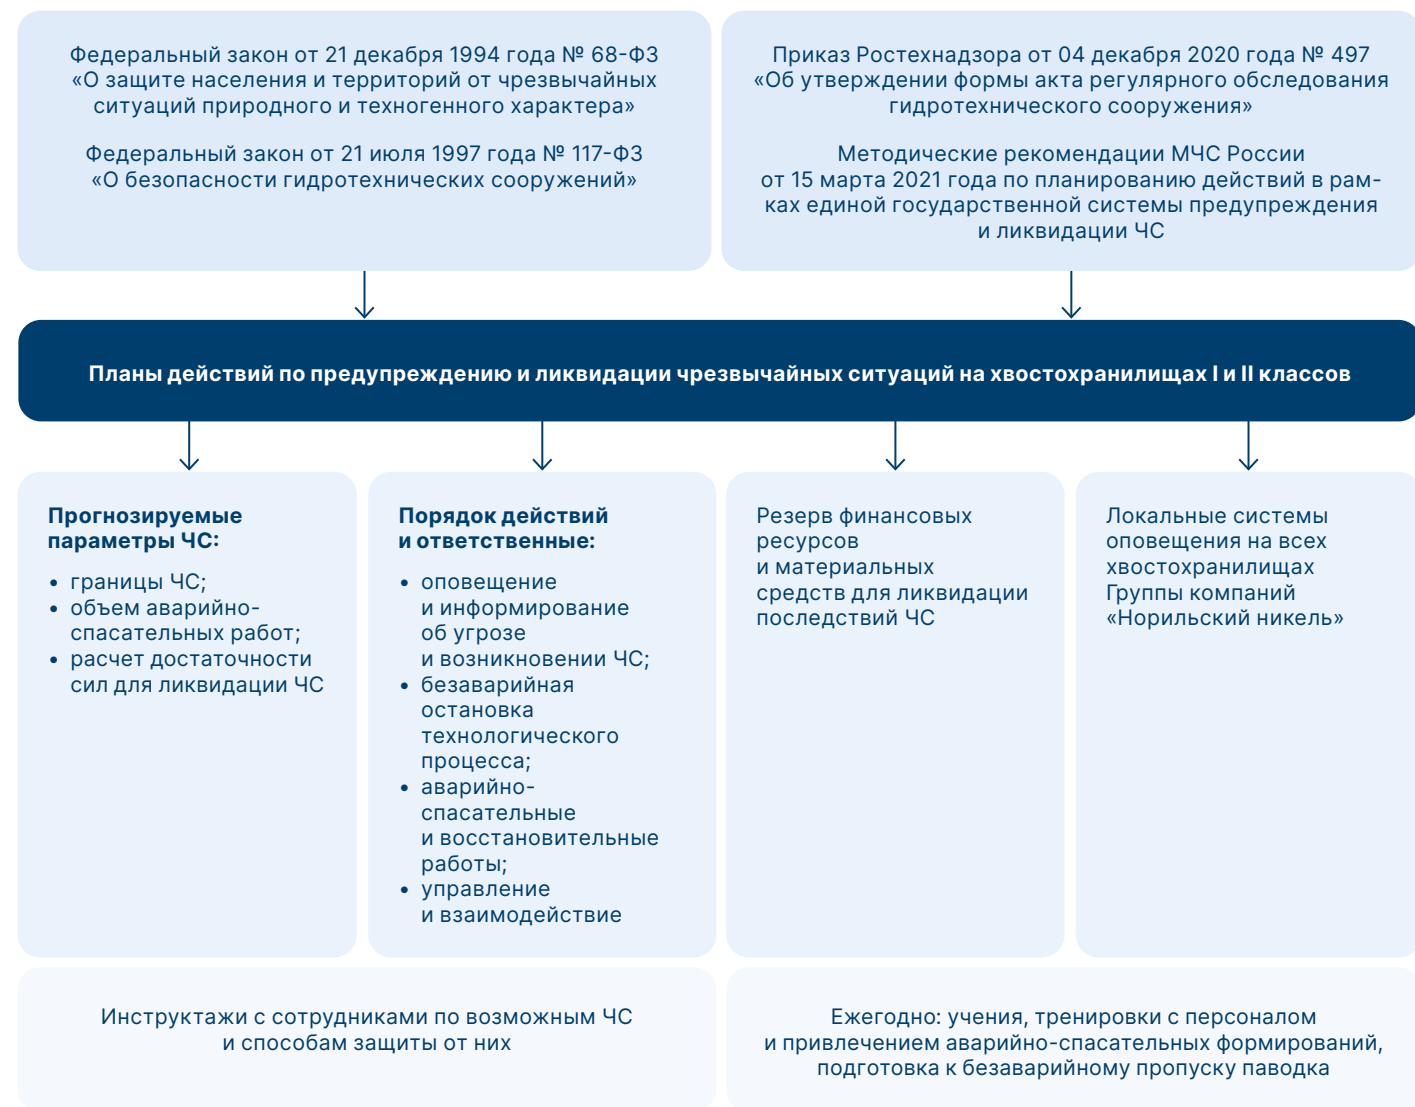 Федеральный закон от 21 декабря 1994 года № 68-ФЗ
«О защите населения и территорий от чрезвычайных
ситуаций природного и техногенного характера»
Федеральный закон от 21 июля 1997 года № 117-ФЗ
«О безопасности гидротехнических сооружений»
Приказ Ростехнадзора от 04 декабря 2020 года № 497
«Об утверждении формы акта регулярного обследования
гидротехнического сооружения»
Методические рекомендации МЧС России
от 15 марта 2021 года по планированию действий в рам-
ках единой государственной системы предупреждения
и ликвидации ЧС
Планы действий по предупреждению и ликвидации чрезвычайных ситуаций на хвостохранилищах I и II классов
Прогнозируемые
параметры ЧС:
• границы ЧС;
• объем аварийно-
спасательных работ;
• расчет достаточности
сил для ликвидации ЧС
Порядок действий
и ответственные:
• оповещение
и информирование
об угрозе
и возникновении ЧС;
• безаварийная
остановка
технологического
процесса;
• аварийно-
спасательные
и восстановительные
работы;
• управление
и взаимодействие
Резерв финансовых
ресурсов
и материальных
средств для ликвидации
последствий ЧС
Локальные системы
оповещения на всех
хвостохранилищах
Группы компаний
«Норильский никель»
Инструктажи с сотрудниками по возможным ЧС
и способам защиты от них
Ежегодно: учения, тренировки с персоналом
и привлечением аварийно-спасательных формирований,
подготовка к безаварийному пропуску паводка